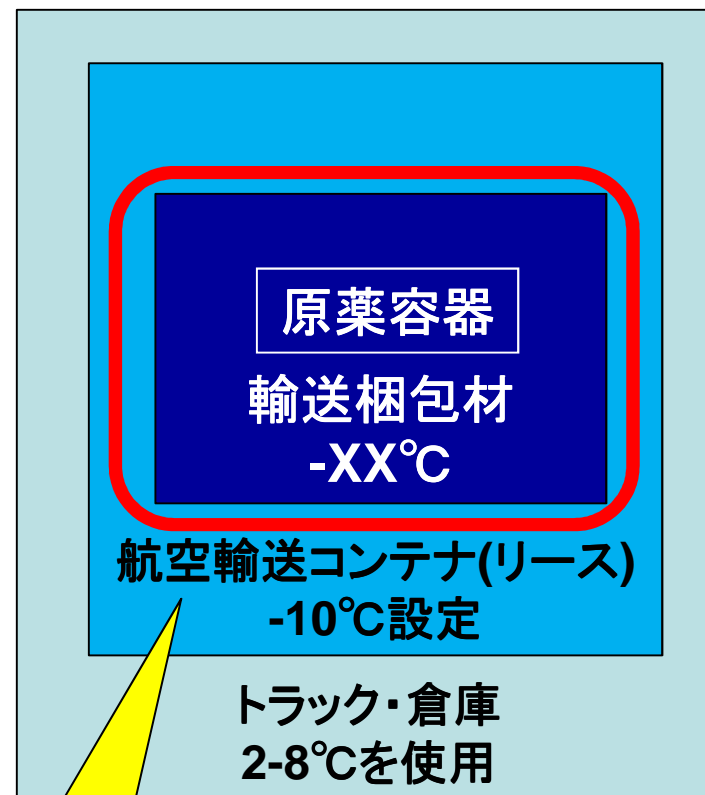 原薬容器
輸送梱包材
-XX℃
航空輸送コンテナ(リース)
-10℃設定
トラック・倉庫
2-8℃を使用